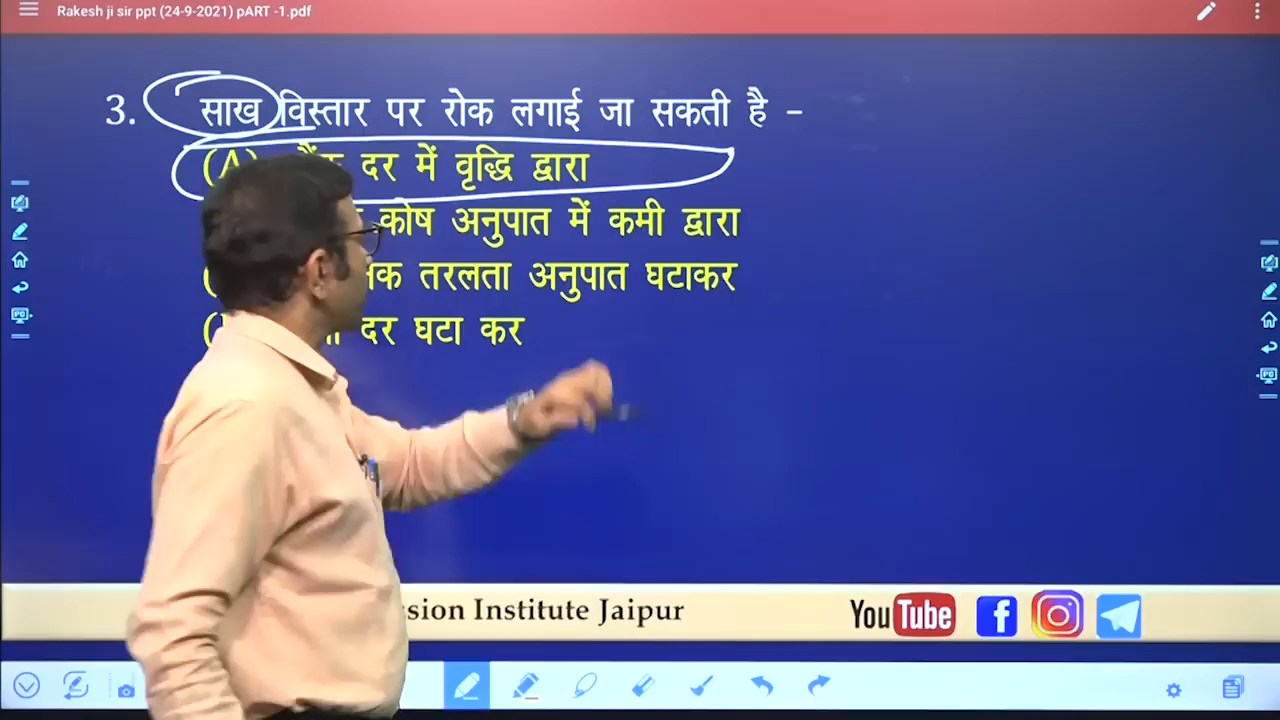 Rakesh ji sir ppt (24-9-2021) pART -1.pdf
3. साख विस्तार पर रोक लगाई जा सकती है –
(A) बैंक दर में वृद्धि द्वारा
कोष अनुपात में कमी द्वारा
तरलता अनुपात घटाकर
दर घटा कर
Institute Jaipur
YouTube